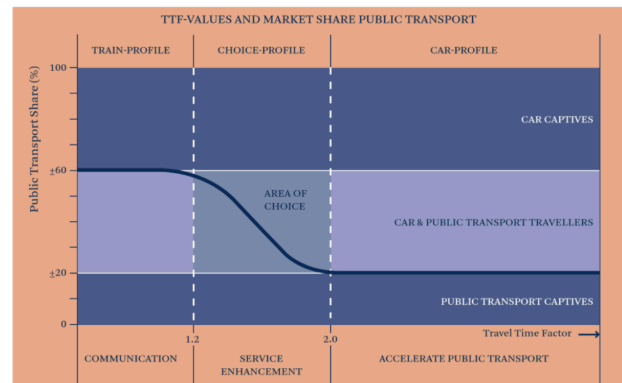 TTF-VALUES AND MARKET SHARE PUBLIC TRANSPORT
TRAIN-PROFILE
CHOICE-PROFILE
CAR-PROFILE
Public Transport Share (%)
100
±60
±20
0
CAR CAPTIVES
AREA OF
CHOICE
CAR & PUBLIC TRANSPORT TRAVELLERS
PUBLIC TRANSPORT CAPTIVES
1.2
2.0
Travel Time Factor
COMMUNICATION
SERVICE
ENHANCEMENT
ACCELERATE PUBLIC TRANSPORT